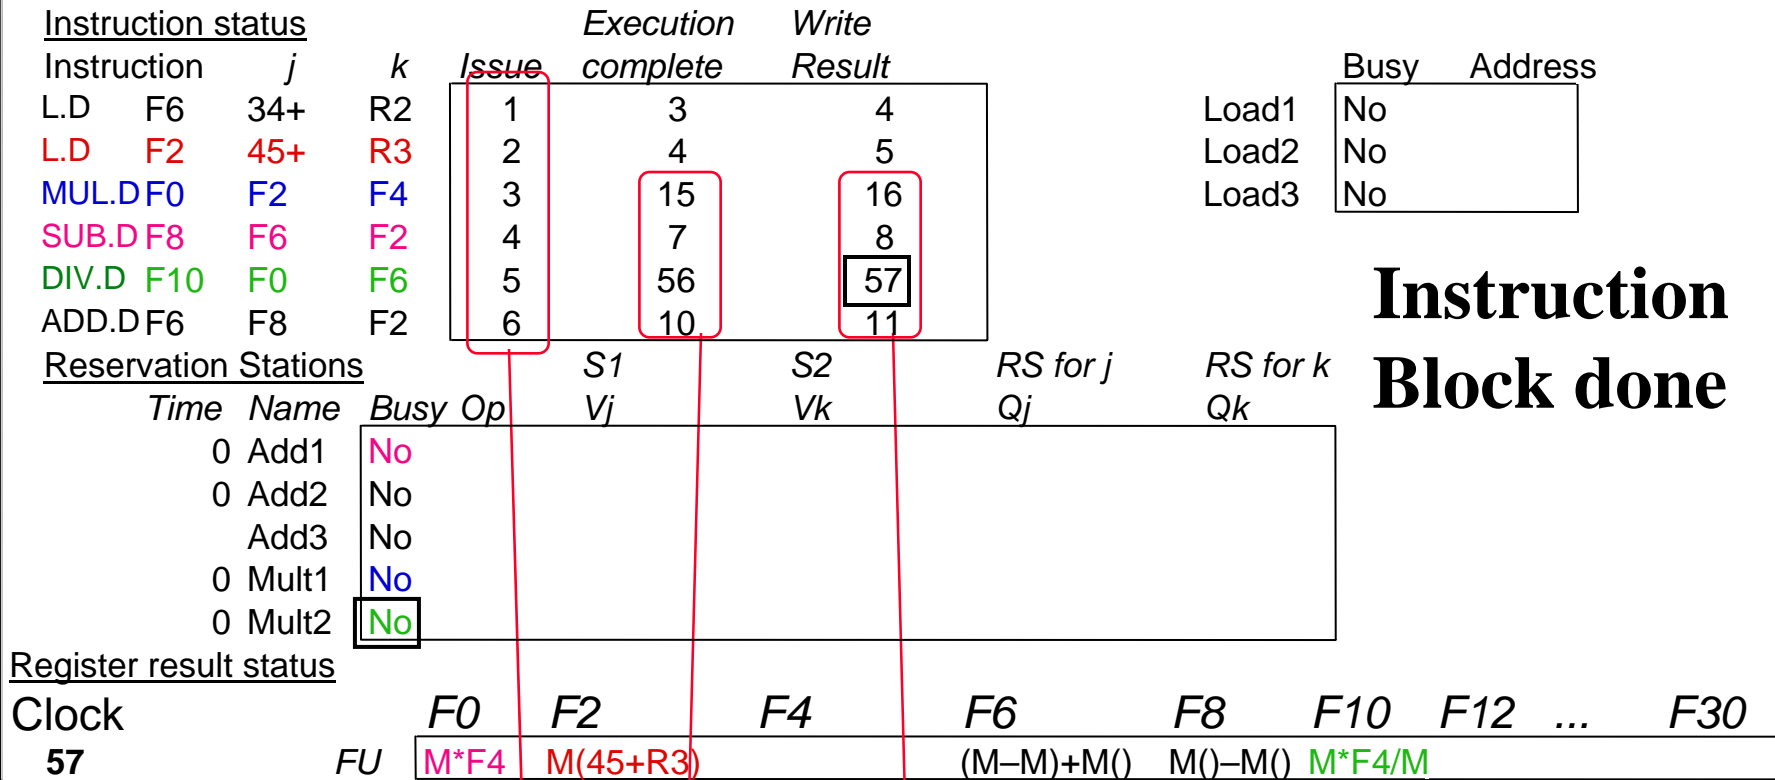 Instruction status Execution Write
Instruction j k Issue complete Result Busy Address
L.D F6 34+ R2 1 3 4 Load1 No
L.D F2 45+ R3 2 4 5 Load2 No
MUL.D F0 F2 F4 3 15 16 Load3 No
SUB.D F8 F6 F2 4 7 8
DIV.D F10 F0 F6 5 56 57
Instruction
ADD.D F6 F8 F2 6 10 11
Reservation Stations S1 S2 RS for j RS for k
Block done
Time Name Busy Op Vj Vk Qj Qk
0 Add1 No
0 Add2 No
Add3 No
0 Mult1 No
0 Mult2 No
Register result status
Clock F0 F2 F4 F6 F8 F10 F12 ... F30
57 FU M*F4 M(45+R3) (M–M)+M() M()–M() M*F4/M